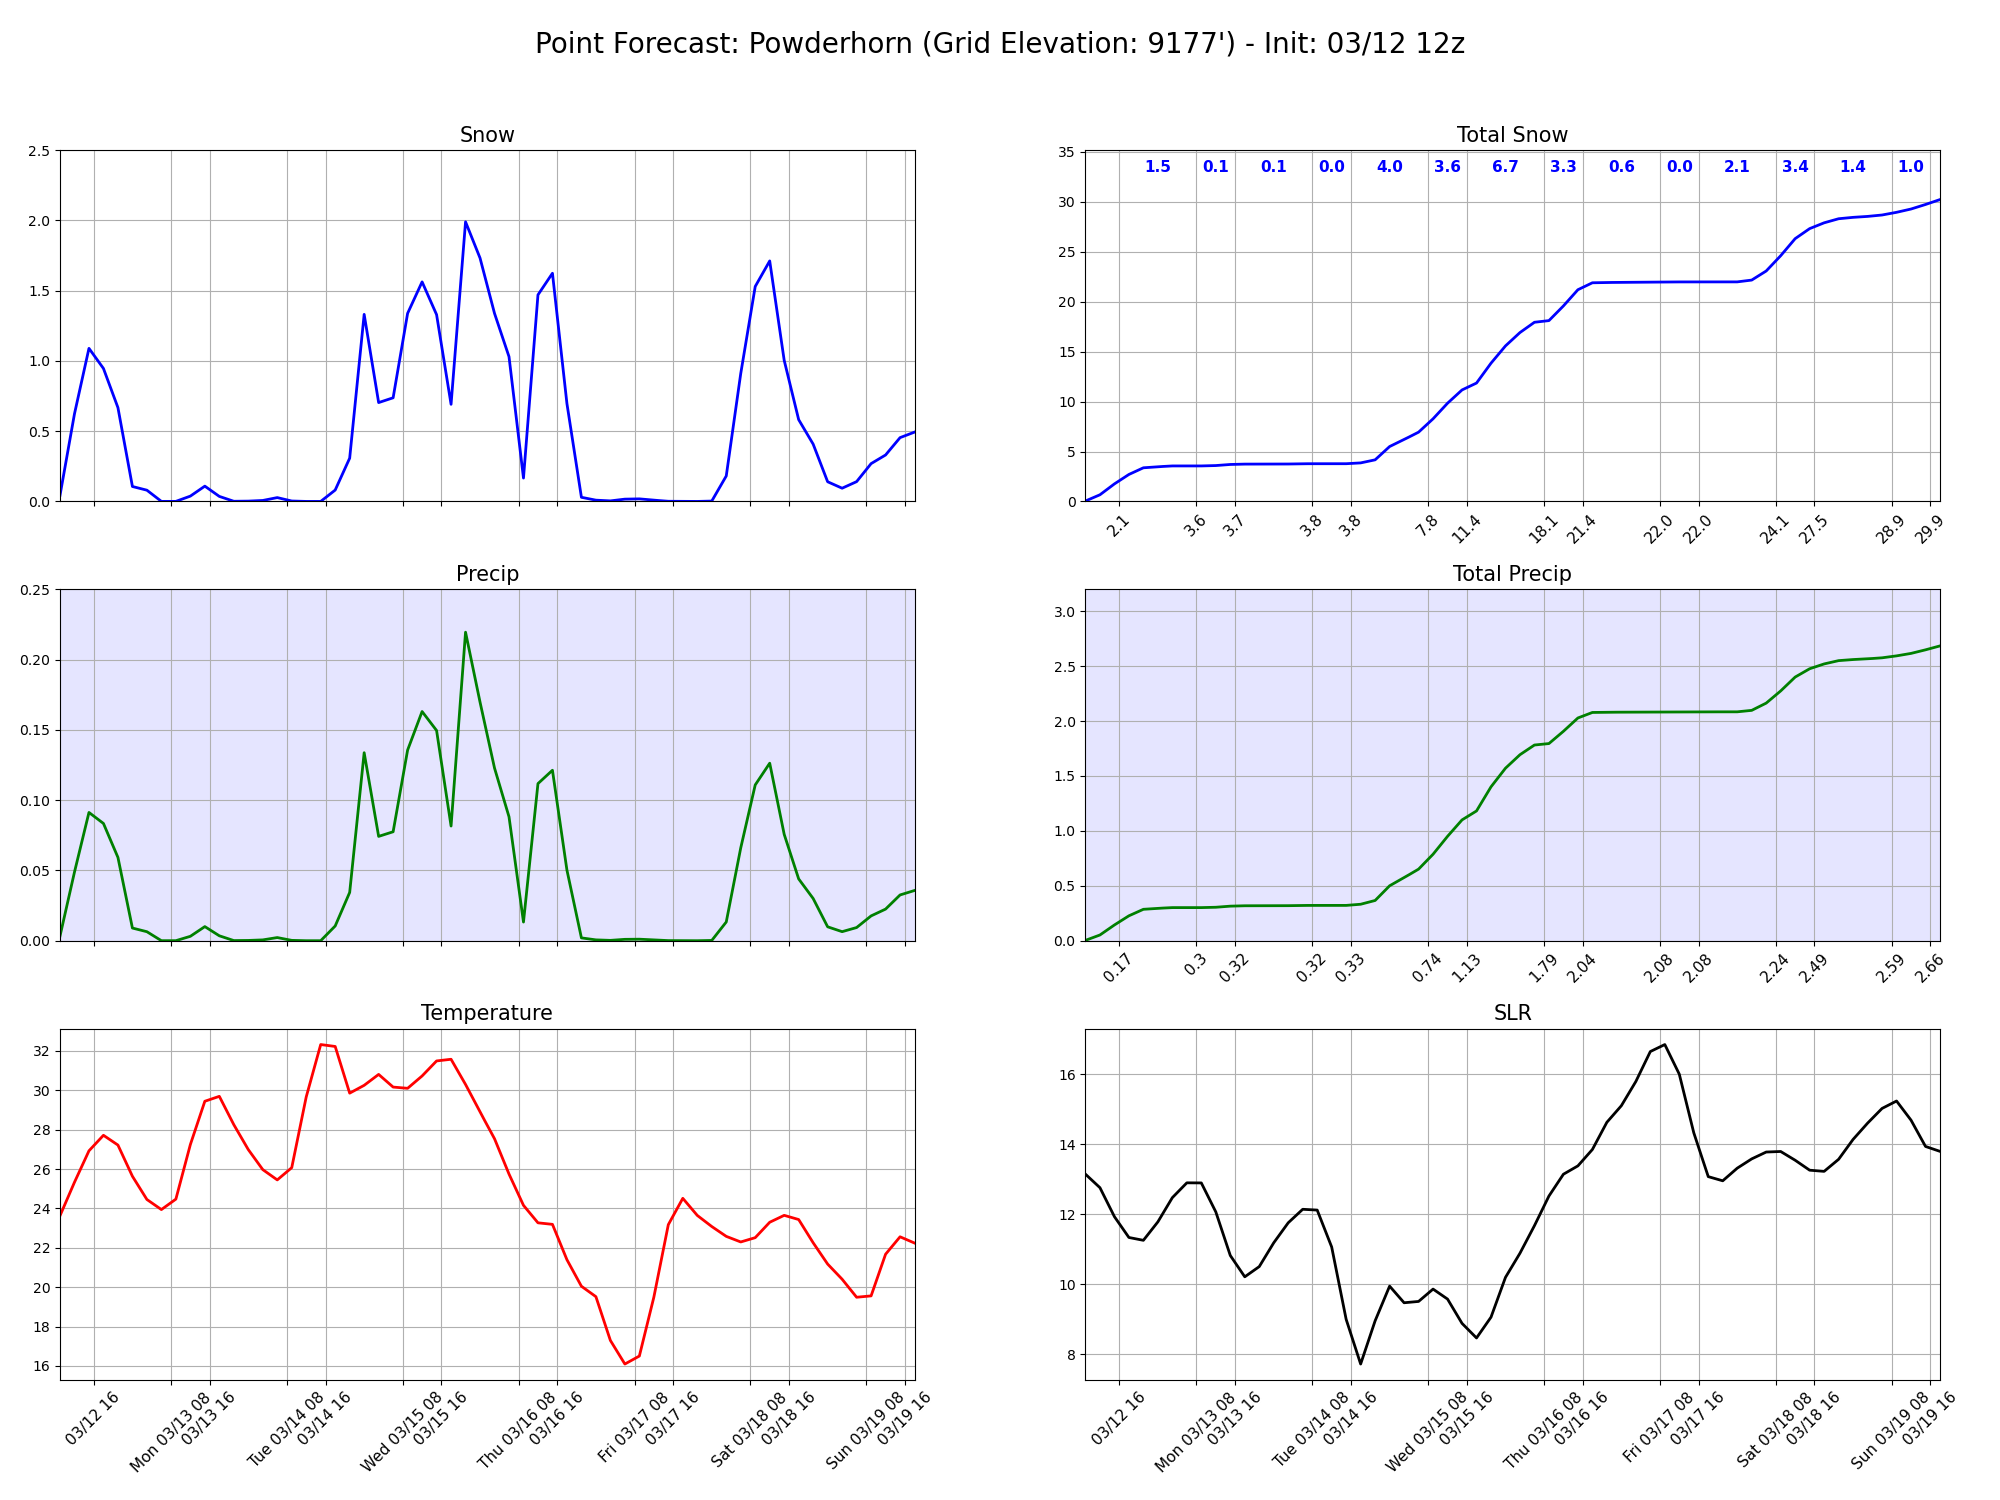 Point Forecast: Powderhorn (Grid Elevation: 9177') - Init: 03/12 12z
Snow
2.5
2.0
1.5
1.0
0.5
0.0
Total Snow
35
30
25
20
15
10
5
0
1.5 0.1 0.1 0.0 4.0 3.6 6.7 3.3 0.6 0.0 2.1 3.4 1.4 1.0
2.1 3.6 3.7 3.8 3.8 7.8 11.4 18.1 21.4 22.0 22.0 24.1 27.5 28.9 29.9
Precip
0.25
0.20
0.15
0.10
0.05
0.00
Total Precip
3.0
2.5
2.0
1.5
1.0
0.5
0.0
0.17 0.3 0.32 0.32 0.33 0.74 1.13 1.79 2.04 2.08 2.08 2.24 2.49 2.59 2.66
Temperature
32
30
28
26
24
22
20
18
16
03/12 16
Mon 03/13 08
03/13 16
Tue 03/14 08
03/14 16
Wed 03/15 08
03/15 16
Thu 03/16 08
03/16 16
Fri 03/17 08
03/17 16
Sat 03/18 08
03/18 16
Sun 03/19 08
03/19 16
SLR
16
14
12
10
8
03/12 16
Mon 03/13 08
03/13 16
Tue 03/14 08
03/14 16
Wed 03/15 08
03/15 16
Thu 03/16 08
03/16 16
Fri 03/17 08
03/17 16
Sat 03/18 08
03/18 16
Sun 03/19 08
03/19 16